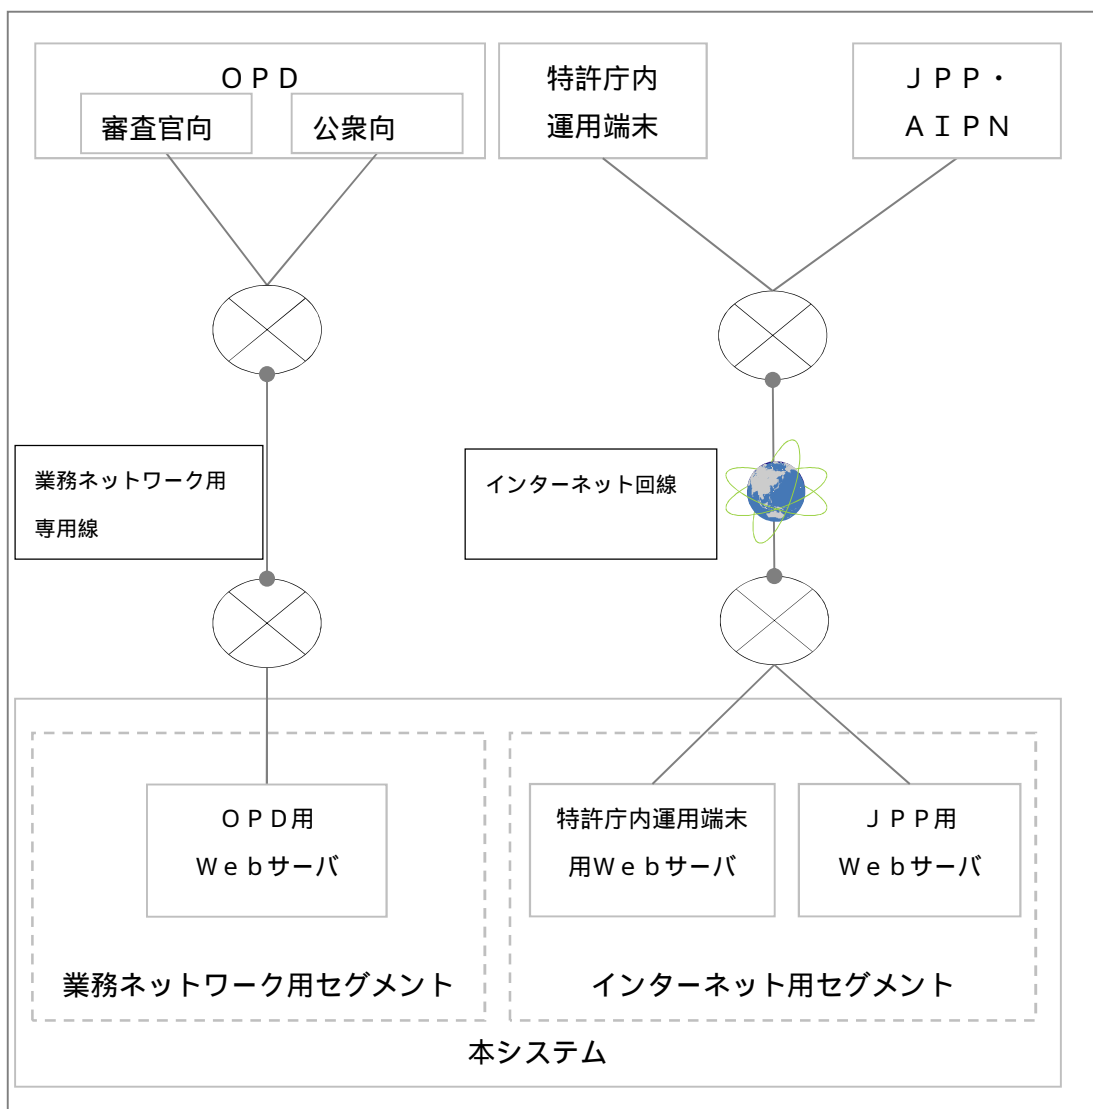 ＯＰＤ
審査官向
公衆向
特許庁内
運用端末
ＪＰＰ・
ＡＩＰＮ
業務ネットワーク用
専用線
インターネット回線
ＯＰＤ用
Ｗｅｂサーバ
特許庁内運用端末
用Ｗｅｂサーバ
ＪＰＰ用
Ｗｅｂサーバ
業務ネットワーク用セグメント
インターネット用セグメント
本システム